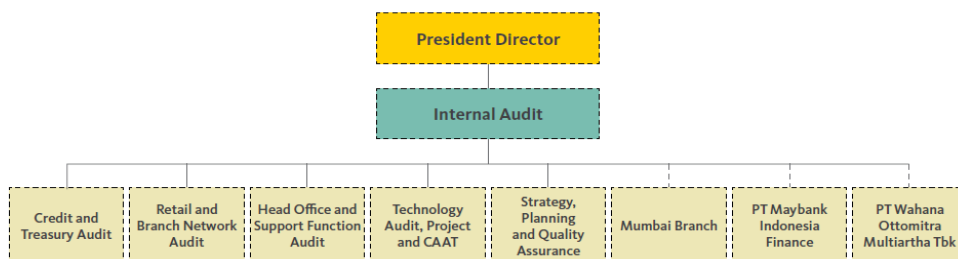 President Director
Internal Audit
Credit and
Treasury Audit
Retail and
Branch Network
Audit
Head Office and
Support Function
Audit
Technology
Audit, Project
and CAAT
Strategy,
Planning
and Quality
Assurance
Mumbai Branch
PT Maybank
Indonesia
Finance
PT Wahana
Ottomitra
Multiartha Tbk